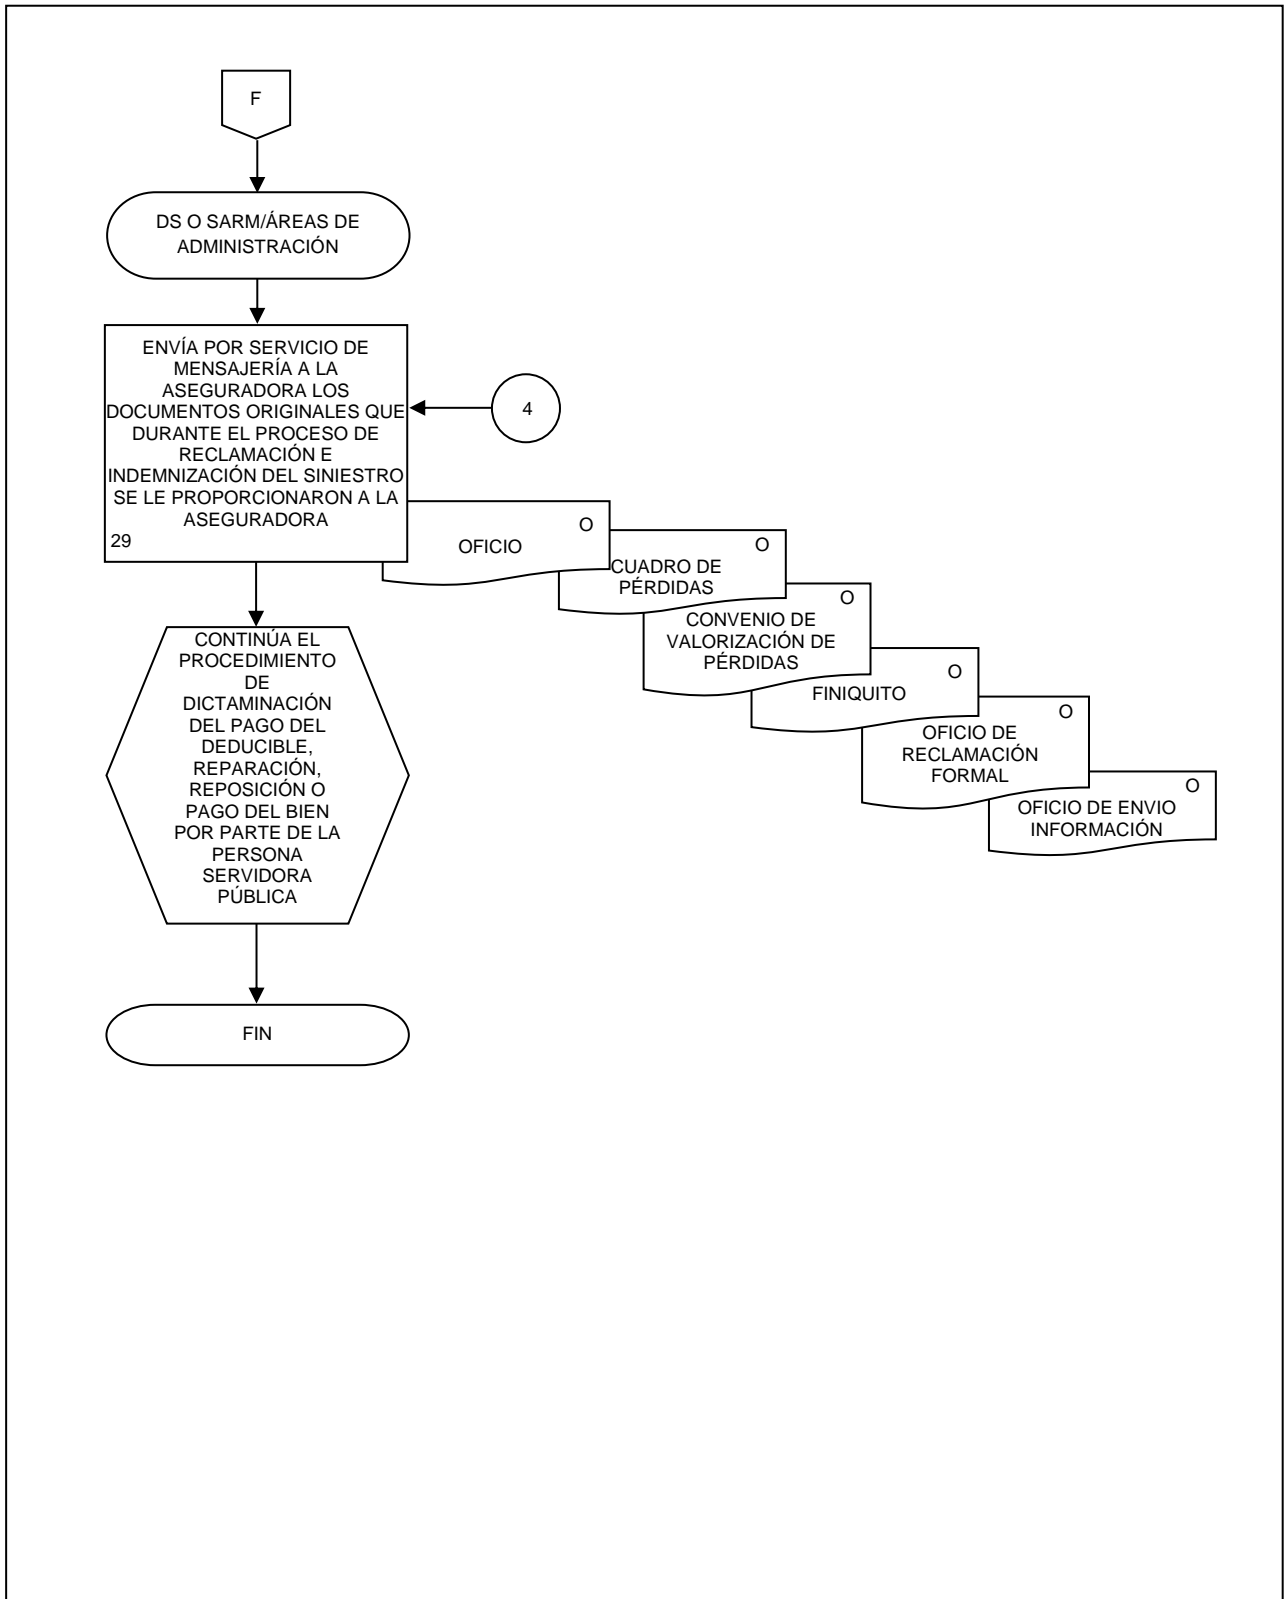 F
DS O SARM/ÁREAS DE
ADMINISTRACIÓN
ENVÍA POR SERVICIO DE
MENSAJERÍA A LA
ASEGURADORA LOS
DOCUMENTOS ORIGINALES QUE
DURANTE EL PROCESO DE
RECLAMACIÓN E
INDEMNIZACIÓN DEL SINIESTRO
SE LE PROPORCIONARON A LA
ASEGURADORA
29
4
O
OFICIO
O
CUADRO DE
PÉRDIDAS
O
CONVENIO DE
VALORIZACIÓN DE
PÉRDIDAS
O
FINIQUITO
O
OFICIO DE
RECLAMACIÓN
FORMAL
O
OFICIO DE ENVIO
INFORMACIÓN
CONTINÚA EL
PROCEDIMIENTO
DE
DICTAMINACIÓN
DEL PAGO DEL
DEDUCIBLE,
REPARACIÓN,
REPOSICIÓN O
PAGO DEL BIEN
POR PARTE DE LA
PERSONA
SERVIDORA
PÚBLICA
FIN